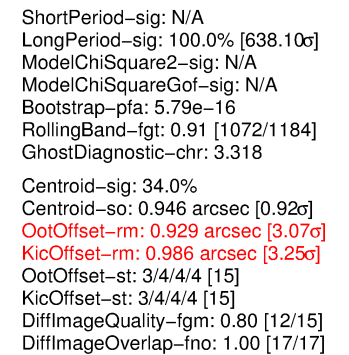 ShortPeriod−sig: N/A
LongPeriod−sig: 100.0% [638.10σ]
ModelChiSquare2−sig: N/A
ModelChiSquareGof−sig: N/A
Bootstrap−pfa: 5.79e−16
RollingBand−fgt: 0.91 [1072/1184]
GhostDiagnostic−chr: 3.318
Centroid−sig: 34.0%
Centroid−so: 0.946 arcsec [0.92σ]
OotOffset−rm: 0.929 arcsec [3.07σ]
KicOffset−rm: 0.986 arcsec [3.25σ]
OotOffset−st: 3/4/4/4 [15]
KicOffset−st: 3/4/4/4 [15]
DiffImageQuality−fgm: 0.80 [12/15]
DiffImageOverlap−fno: 1.00 [17/17]